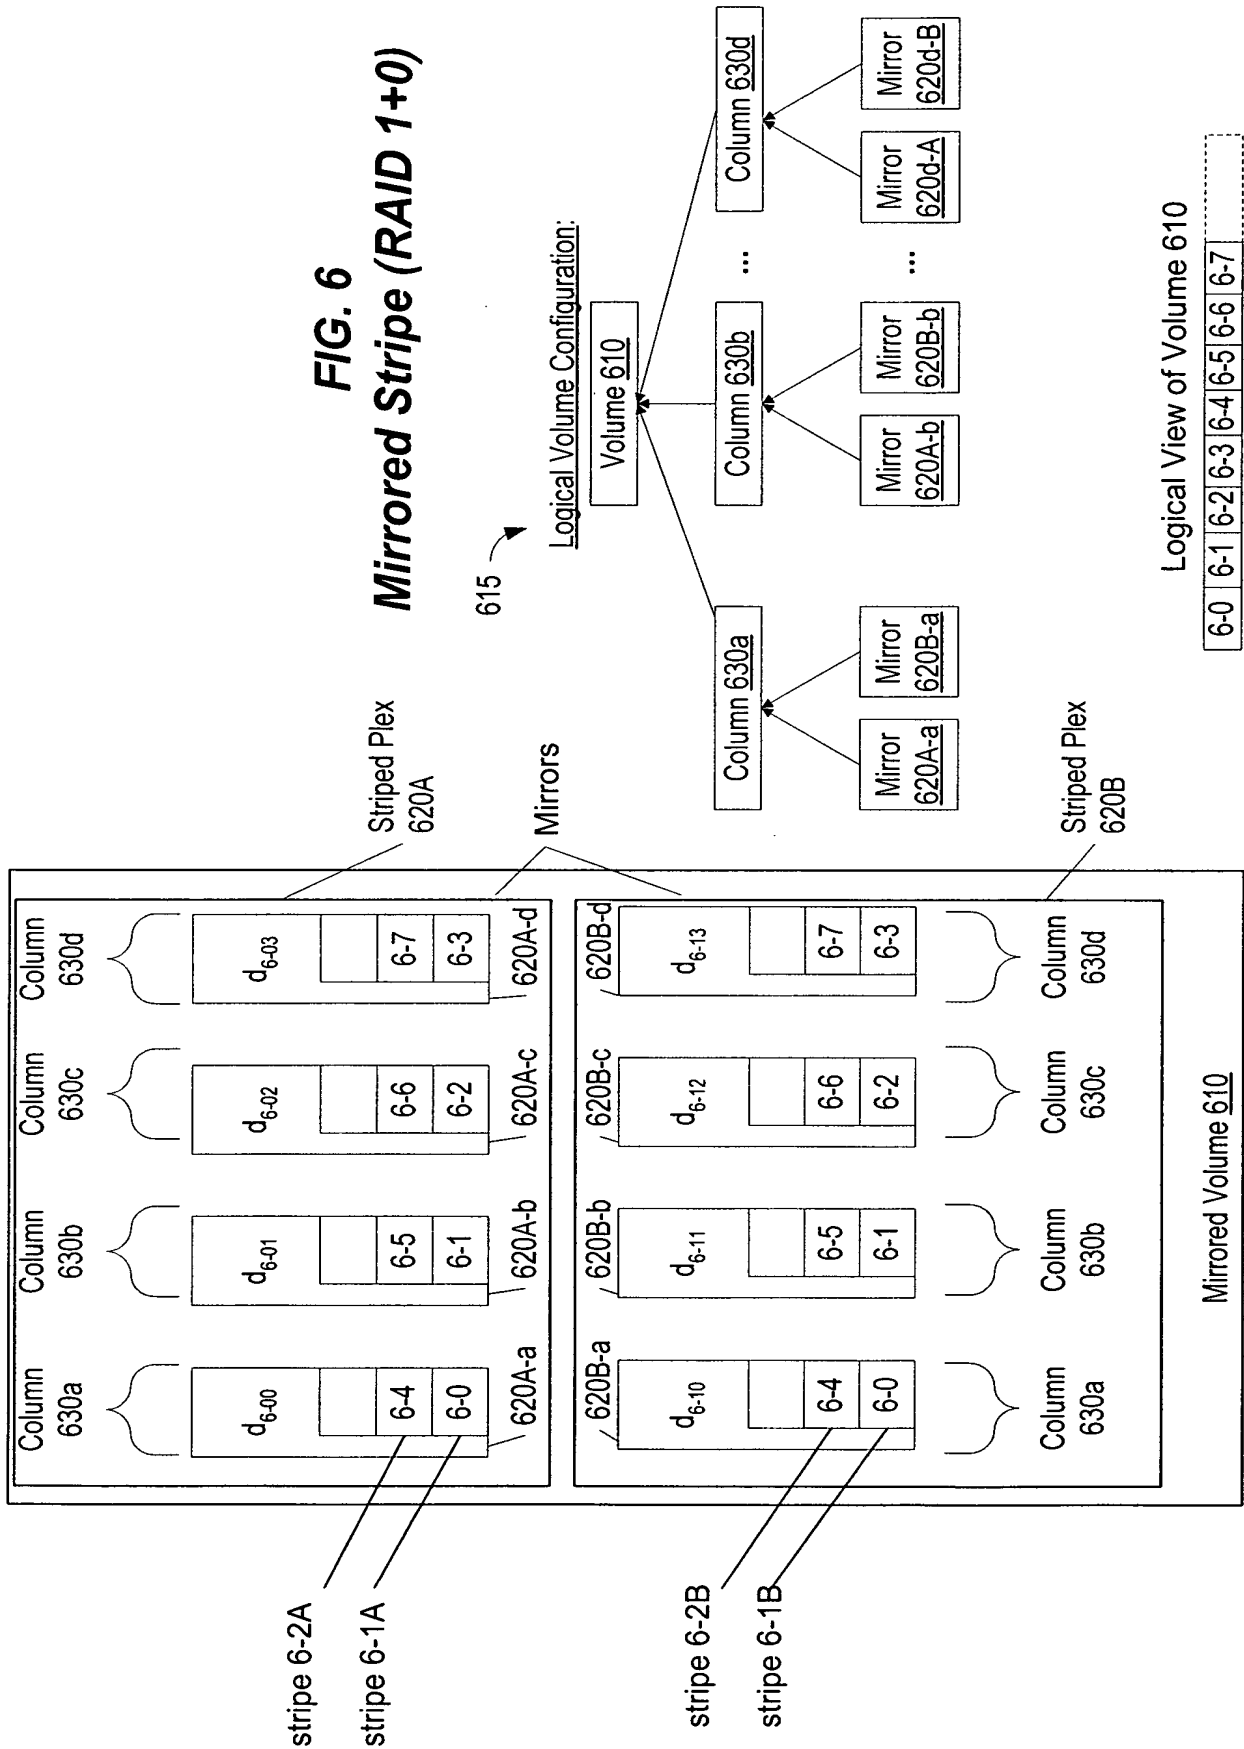 FIG. 6
Mirrored Stripe (RAID 1+0)
Column 630a
Column 630b
Column 630c
Column 630d
Striped Plex
620A
d6-00
d6-01
d6-02
d6-03
stripe 6-2A
6-4
6-5
6-6
6-7
stripe 6-1A
6-0
6-1
6-2
6-3
620A-a
620A-b
620A-c
620A-d
Mirrors
620B-a
620B-b
620B-c
620B-d
d6-10
d6-11
d6-12
d6-13
stripe 6-2B
6-4
6-5
6-6
6-7
stripe 6-1B
6-0
6-1
6-2
6-3
Column 630a
Column 630b
Column 630c
Column 630d
Striped Plex
620B
Mirrored Volume 610
615
Logical Volume Configuration:
Volume 610
Column 630a
Column 630b
...
Column 630d
Mirror 620A-a
Mirror 620B-a
Mirror 620A-b
Mirror 620B-b
...
Mirror 620d-A
Mirror 620d-B
Logical View of Volume 610
6-0 6-1 6-2 6-3 6-4 6-5 6-6 6-7